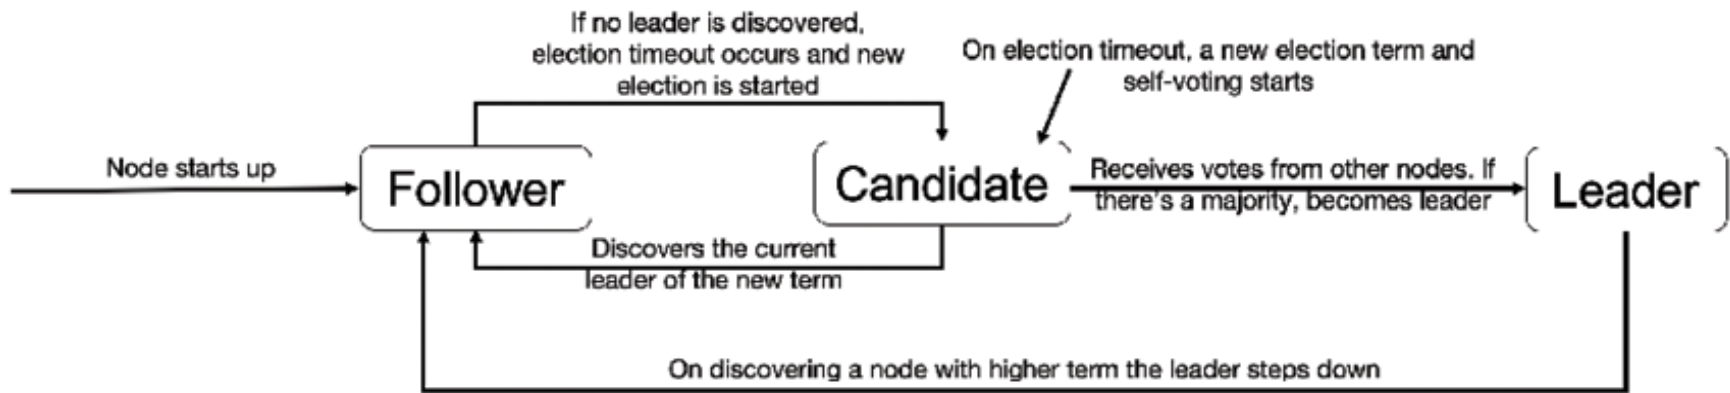 If no leader is discovered,
election timeout occurs and new
election is started
On election timeout, a new election term and
self-voting starts
Node starts up
Follower
Candidate
Receives votes from other nodes. If
there's a majority, becomes leader
Leader
Discovers the current
leader of the new term
On discovering a node with higher term the leader steps down